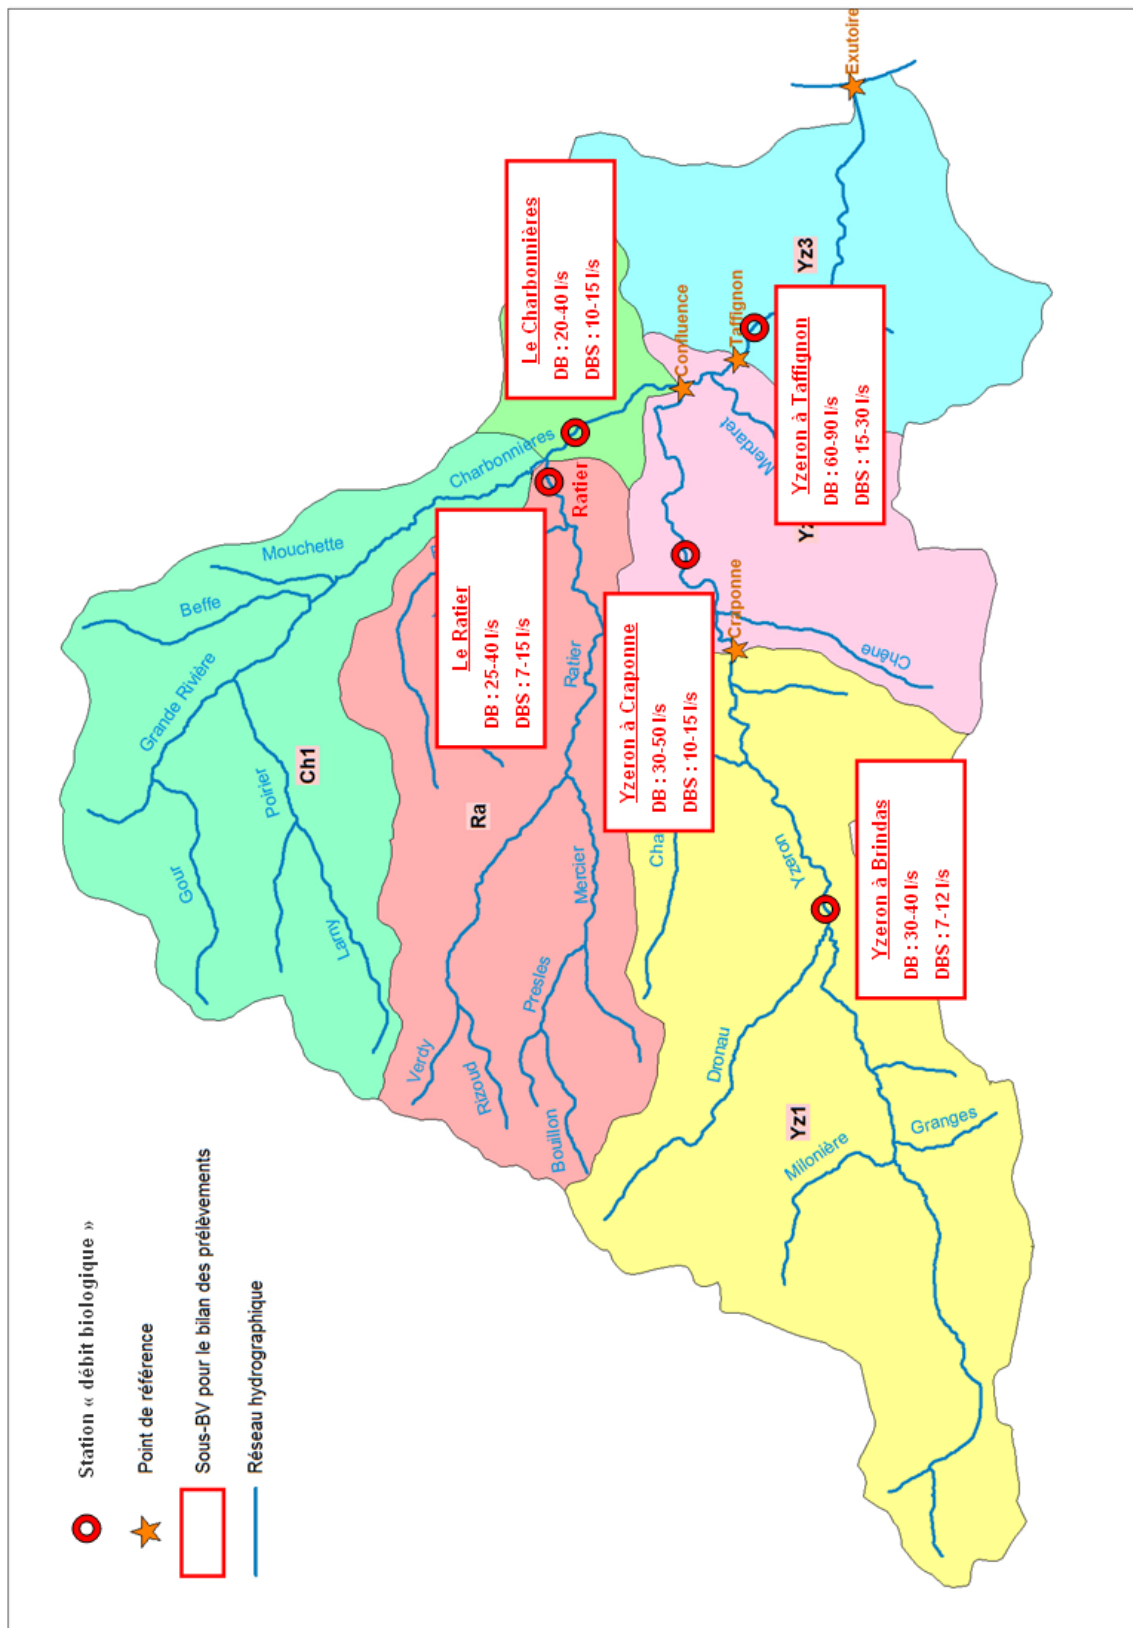 Station « débit biologique »
Point de référence
Sous-BV pour le bilan des prélèvements
Réseau hydrographique
Gour
Grande Rivière
Beffe
Mouchette
Charbonnières
Poirier
Larny
Ch1
Le Charbonnières
DB : 20-40 l/s
DBS : 10-15 l/s
Verdy
Rizoud
Bouillon
Presles
Mercier
Ra
Ratier
Ratier
Le Ratier
DB : 25-40 l/s
DBS : 7-15 l/s
Yzeron à Craponne
DB : 30-50 l/s
DBS : 10-15 l/s
Cha
Confluence
Taffignon
Exutoire
Craponne
Merdaret
Chêne
Yz3
Yzeron à Taffignon
DB : 60-90 l/s
DBS : 15-30 l/s
Dronau
Yzeron
Milonière
Granges
Yz1
Yzeron à Brindas
DB : 30-40 l/s
DBS : 7-12 l/s